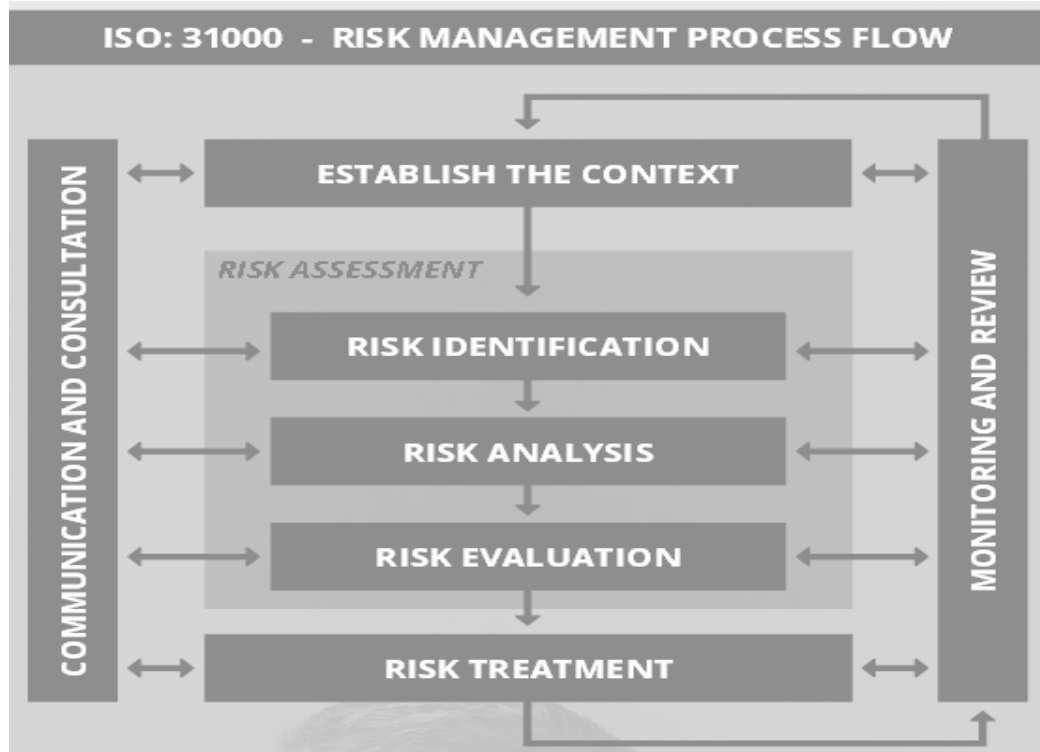 ISO: 31000 - RISK MANAGEMENT PROCESS FLOW
COMMUNICATION AND CONSULTATION
ESTABLISH THE CONTEXT
RISK ASSESSMENT
RISK IDENTIFICATION
RISK ANALYSIS
RISK EVALUATION
RISK TREATMENT
MONITORING AND REVIEW